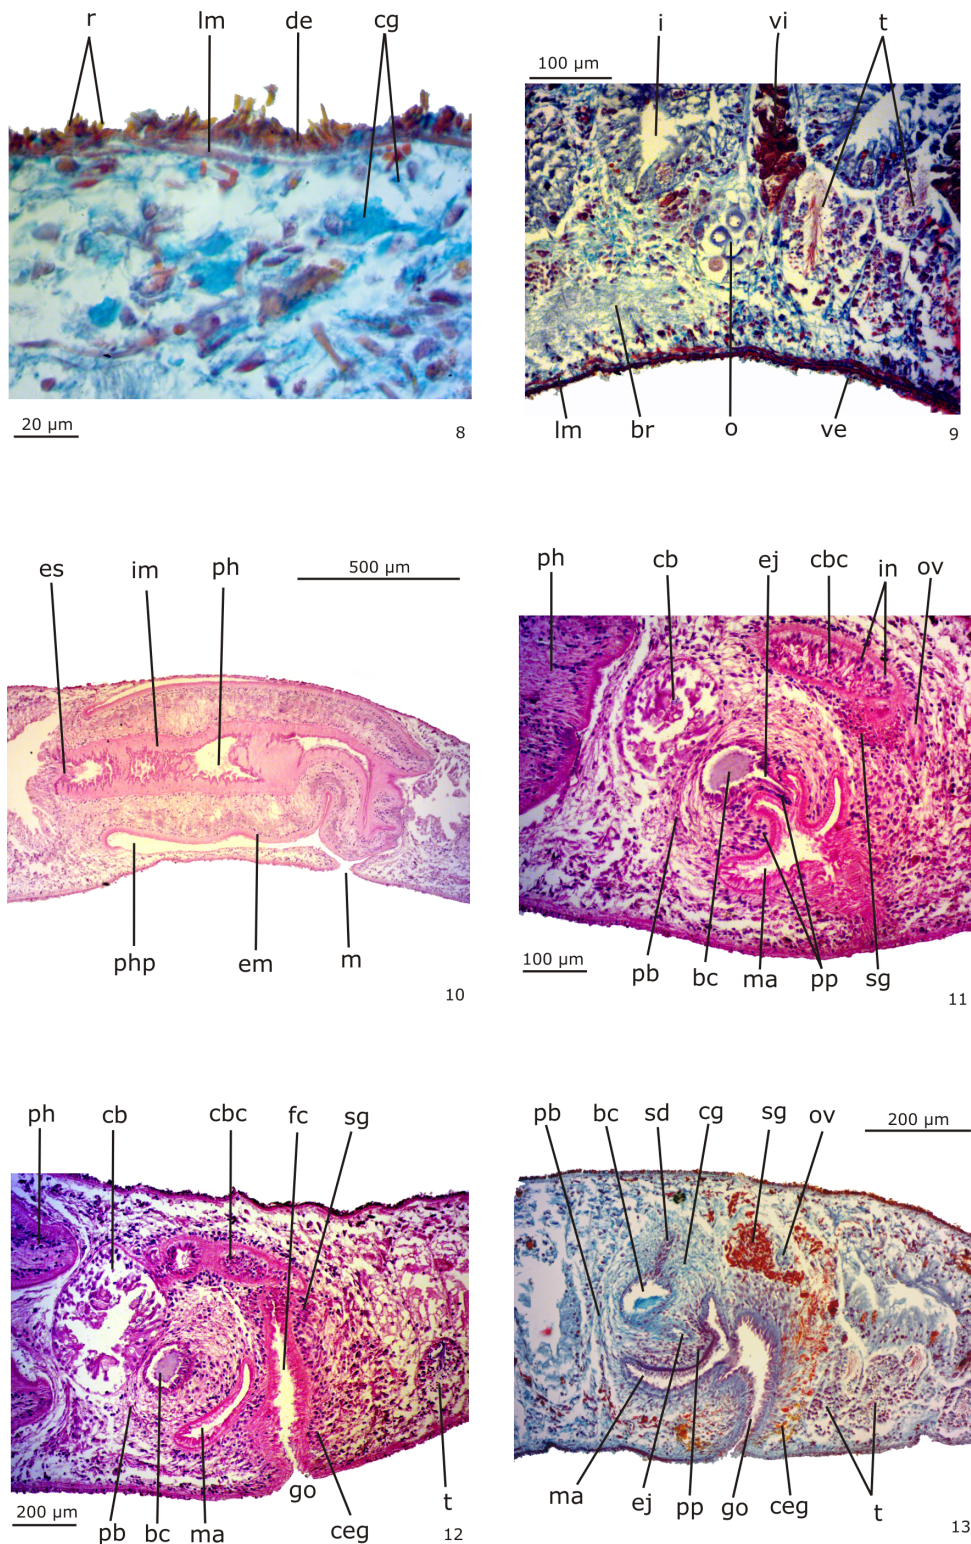 r lm de cg
20 µm
8
100 µm
i vi t
lm br o ve
9
es im ph
500 µm
php em m
10
ph cb ej cbc in ov
pb bc ma pp sg
100 µm
11
ph cb cbc fc sg
200 µm
pb bc ma go ceg t
12
pb bc sd cg sg ov
200 µm
ma ej pp go ceg t
13